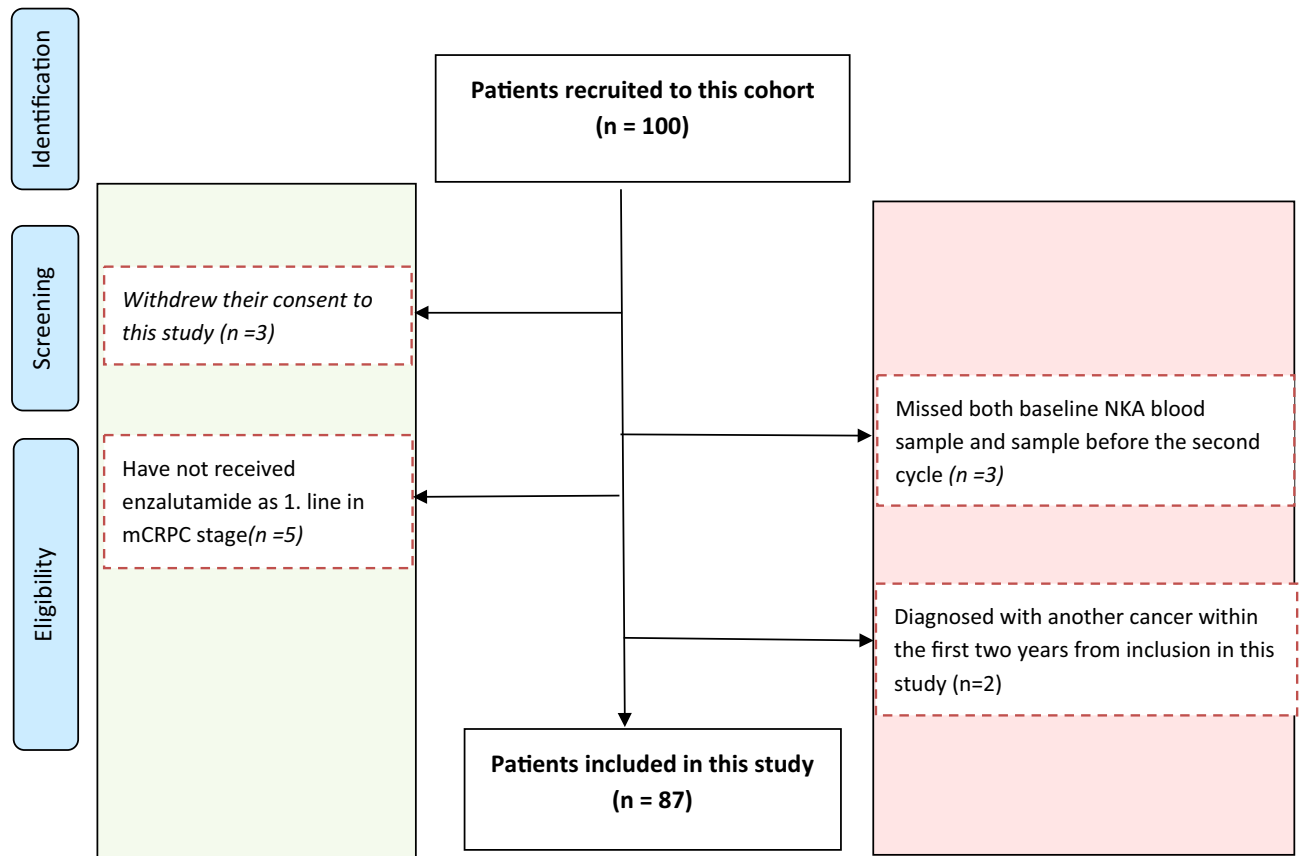 Identification
Patients recruited to this cohort
(n = 100)
Screening
Withdrew their consent to
this study (n =3)
Missed both baseline NKA blood
sample and sample before the second
cycle (n =3)
Eligibility
Have not received
enzalutamide as 1. line in
mCRPC stage(n =5)
Diagnosed with another cancer within
the first two years from inclusion in this
study (n=2)
Patients included in this study
(n = 87)